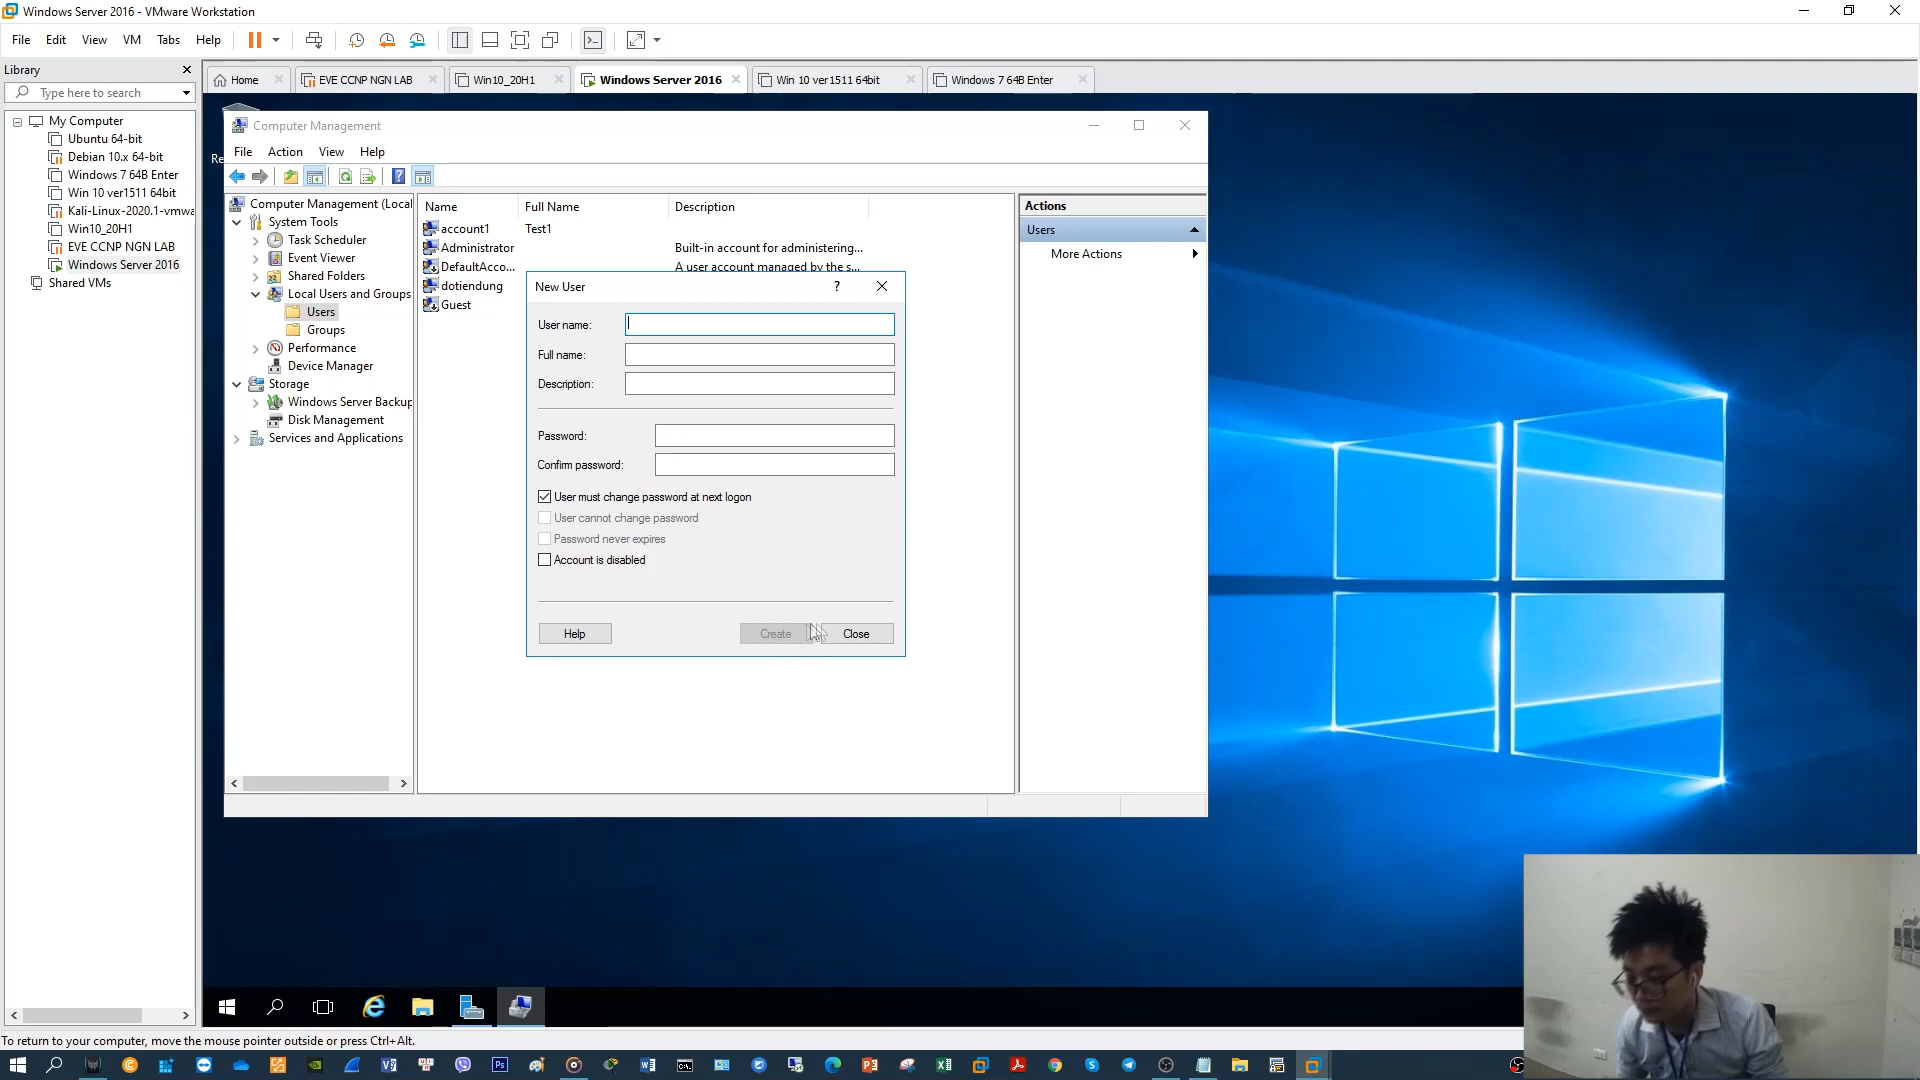 Windows Server 2016 - VMware Workstation
File Edit View VM Tabs Help
Library
Type here to search
My Computer
Ubuntu 64-bit
Debian 10.x 64-bit
Windows 7 64B Enter
Win 10 ver1511 64bit
Kali-Linux-2020.1-vmwa
Win10_20H1
EVE CCNP NGN LAB
Windows Server 2016
Shared VMs
Home
EVE CCNP NGN LAB
Win10_20H1
Windows Server 2016
Win 10 ver1511 64bit
Windows 7 64B Enter
Re
Computer Management
File Action View Help
Computer Management (Local
System Tools
Task Scheduler
Event Viewer
Shared Folders
Local Users and Groups
Users
Groups
Performance
Device Manager
Storage
Windows Server Backup
Disk Management
Services and Applications
Name Full Name Description
account1 Test1
Administrator Built-in account for administering...
DefaultAcco... A user account managed by the s...
dotiendung
Guest
Actions
Users
More Actions
New User
User name:
Full name:
Description:
Password:
Confirm password:
User must change password at next logon
User cannot change password
Password never expires
Account is disabled
Help Create Close
To return to your computer, move the mouse pointer outside or press Ctrl+Alt.